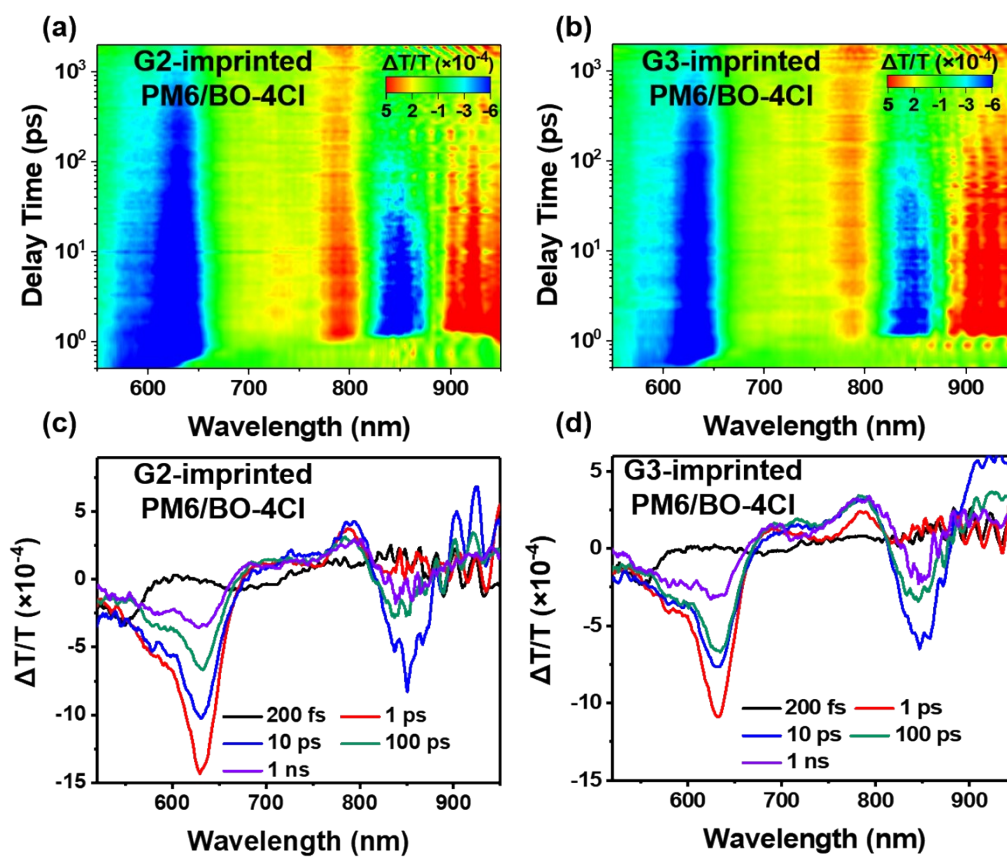 (a)
G2-imprinted
PM6/BO-4Cl
ΔT/T (×10⁻⁴)
5 2 -1 -3 -6
Delay Time (ps)
10³
10²
10¹
10⁰
600 700 800 900
Wavelength (nm)
(b)
G3-imprinted
PM6/BO-4Cl
ΔT/T (×10⁻⁴)
5 2 -1 -3 -6
Delay Time (ps)
10³
10²
10¹
10⁰
600 700 800 900
Wavelength (nm)
(c)
G2-imprinted
PM6/BO-4Cl
ΔT/T (×10⁻⁴)
5
0
-5
-10
-15
200 fs 1 ps
10 ps 100 ps
1 ns
600 700 800 900
Wavelength (nm)
(d)
G3-imprinted
PM6/BO-4Cl
ΔT/T (×10⁻⁴)
5
0
-5
-10
-15
200 fs 1 ps
10 ps 100 ps
1 ns
600 700 800 900
Wavelength (nm)